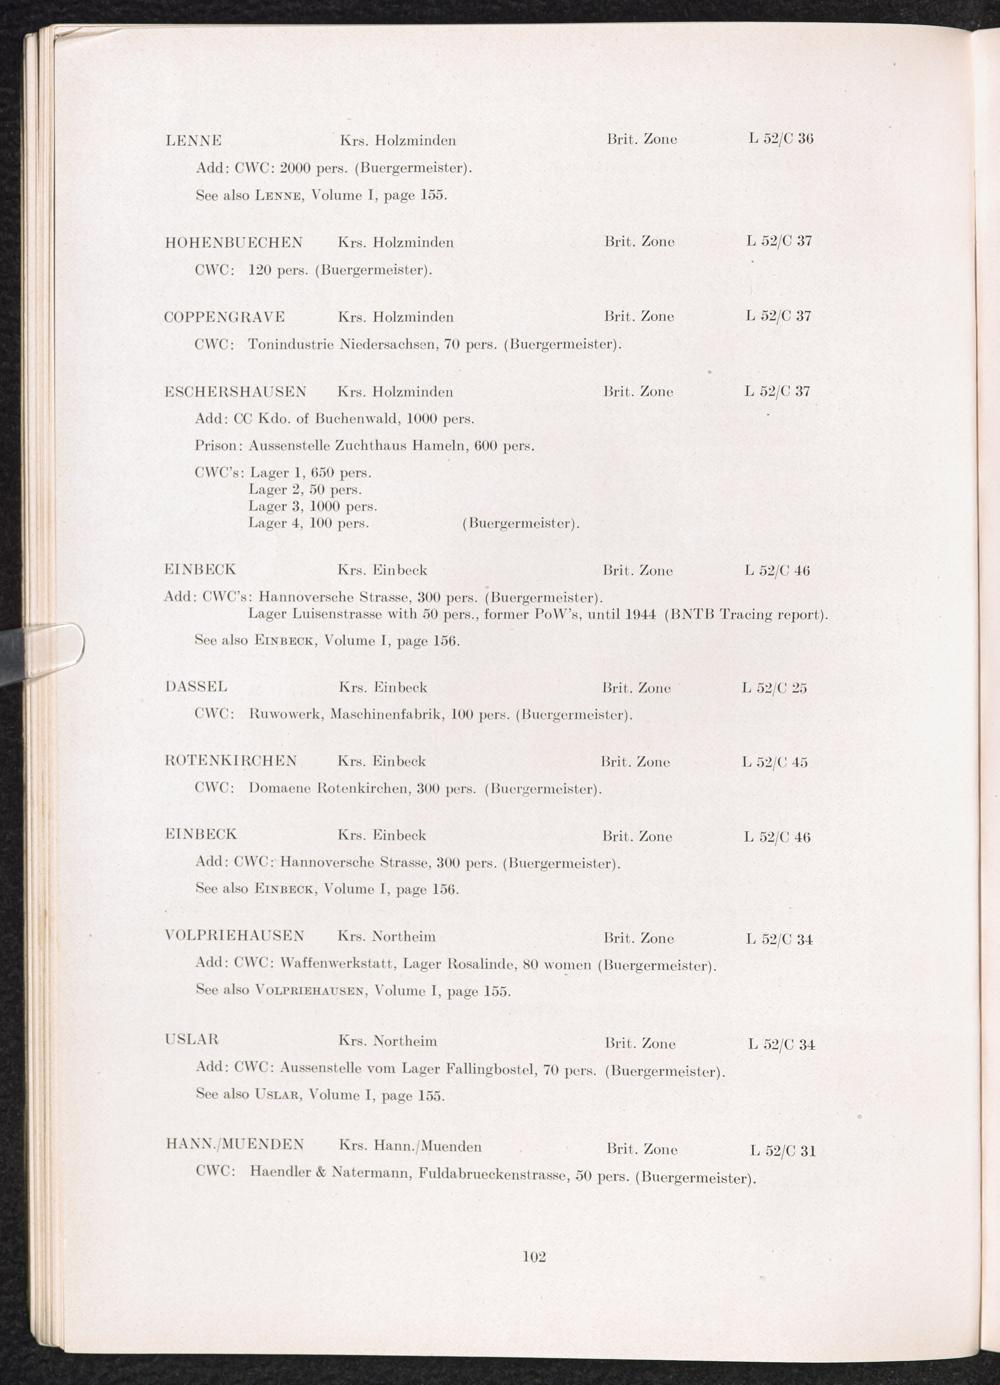 LENNE Krs. Holzminden Brit. Zone L 52/C 36
Add: CWC: 2000 pers. (Buergermeister).
See also LENNE, Volume I, page 155.
HOHENBUECHEN Krs. Holzminden Brit. Zone L 52/C 37
CWC: 120 pers. (Buergermeister).
COPPENGRAVE Krs. Holzminden Brit. Zone L 52/C 37
CWC: Tonindustrie Niedersachsen, 70 pers. (Buergermeister).
ESCHERSHAUSEN Krs. Holzminden Brit. Zone L 52/C 37
Add: CC Kdo. of Buchenwald, 1000 pers.
Prison: Aussenstelle Zuchthaus Hameln, 600 pers.
CWC's: Lager 1, 650 pers.
Lager 2, 50 pers.
Lager 3, 1000 pers.
Lager 4, 100 pers. (Buergermeister).
EINBECK Krs. Einbeck Brit. Zone L 52/C 46
Add: CWC's: Hannoversche Strasse, 300 pers. (Buergermeister).
Lager Luisenstrasse with 50 pers., former PoW's, until 1944 (BNTB Tracing report).
See also EINBECK, Volume I, page 156.
DASSEL Krs. Einbeck Brit. Zone L 52/C 25
CWC: Ruwowerk, Maschinenfabrik, 100 pers. (Buergermeister).
ROTENKIRCHEN Krs. Einbeck Brit. Zone L 52/C 45
CWC: Domaene Rotenkirchen, 300 pers. (Buergermeister).
EINBECK Krs. Einbeck Brit. Zone L 52/C 46
Add: CWC: Hannoversche Strasse, 300 pers. (Buergermeister).
See also EINBECK, Volume I, page 156.
VOLPRIEHAUSEN Krs. Northeim Brit. Zone L 52/C 34
Add: CWC: Waffenwerkstatt, Lager Rosalinde, 80 women (Buergermeister).
See also VOLPRIEHAUSEN, Volume I, page 155.
USLAR Krs. Northeim Brit. Zone L 52/C 34
Add: CWC: Aussenstelle vom Lager Fallingbostel, 70 pers. (Buergermeister).
See also USLAR, Volume I, page 155.
HANN./MUENDEN Krs. Hann./Muenden Brit. Zone L 52/C 31
CWC: Haendler & Natermann, Fuldabrueckenstrasse, 50 pers. (Buergermeister).
102